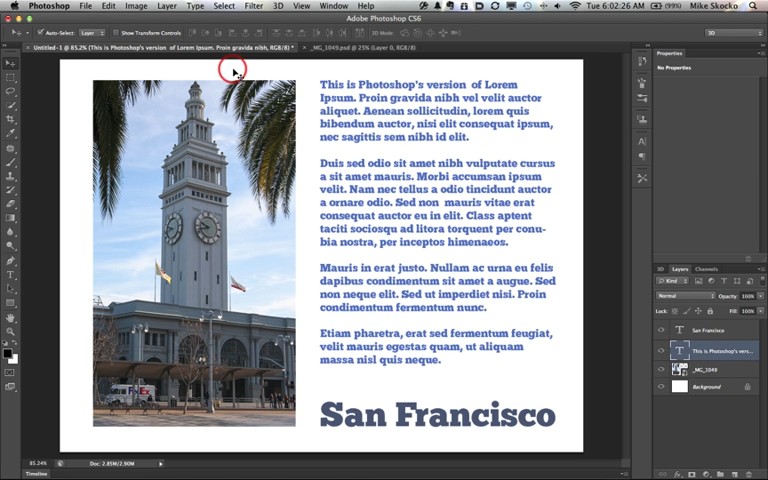 Photoshop File Edit Image Layer Type Select Filter 3D View Window Help (99%) Tue 6:02:26 AM Mike Skocko
Adobe Photoshop CS6
Auto-Select: Layer Show Transform Controls 3D Mode: 3D
Untitled-1 @ 85.2% (This is Photoshop's version of Lorem Ipsum. Proin gravida nibh, RGB/8) * _MG_1049.psd @ 25% (Layer 0, RGB/8)
Properties
No Properties
This is Photoshop's version of Lorem
Ipsum. Proin gravida nibh vel velit auctor
aliquet. Aenean sollicitudin, lorem quis
bibendum auctor, nisi elit consequat ipsum,
nec sagittis sem nibh id elit.
Duis sed odio sit amet nibh vulputate cursus
a sit amet mauris. Morbi accumsan ipsum
velit. Nam nec tellus a odio tincidunt auctor
a ornare odio. Sed non mauris vitae erat
consequat auctor eu in elit. Class aptent
taciti sociosqu ad litora torquent per conu-
bia nostra, per inceptos himenaeos.
Mauris in erat justo. Nullam ac urna eu felis
dapibus condimentum sit amet a augue. Sed
non neque elit. Sed ut imperdiet nisi. Proin
condimentum fermentum nunc.
Etiam pharetra, erat sed fermentum feugiat,
velit mauris egestas quam, ut aliquam
massa nisl quis neque.
San Francisco
FedEx
3D Layers Channels
Kind
Normal Opacity: 100%
Lock: Fill: 100%
San Francisco
This is Photoshop's vers...
_MG_1049
Background
85.24% Doc: 2.85M/2.90M
Timeline